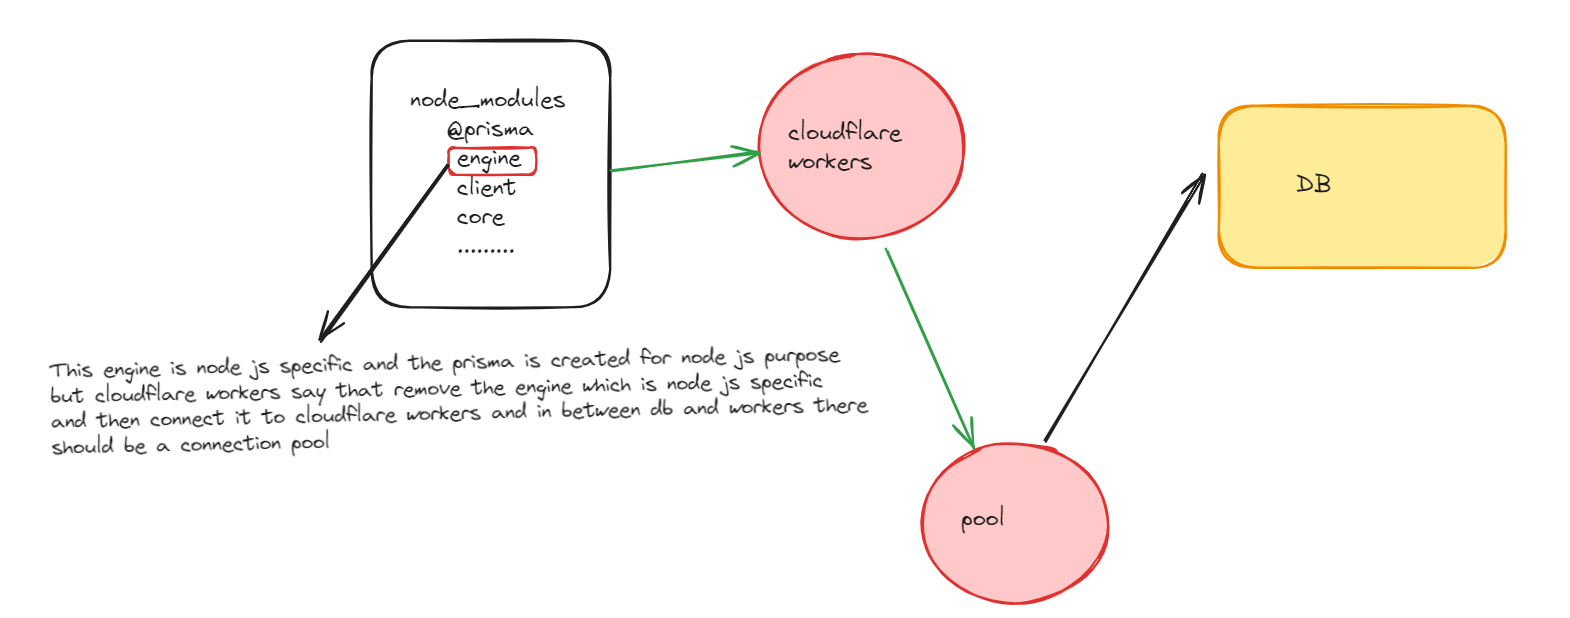 node_modules
@prisma
engine
client
core
.........
cloudflare
workers
DB
This engine is node js specific and the prisma is created for node js purpose
but cloudflare workers say that remove the engine which is node js specific
and then connect it to cloudflare workers and in between db and workers there
should be a connection pool
pool